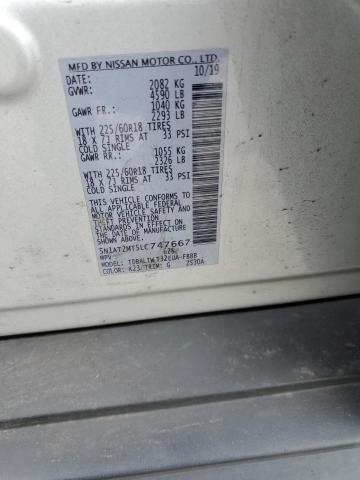 MFD BY NISSAN MOTOR CO., LTD.
DATE: 10/19
GVWR: 2082 KG
4590 LB
GAWR FR.: 1040 KG
2293 LB
WITH 225/60R18 TIRES
18 X 7J RIMS AT 33 PSI
COLD SINGLE
GAWR RR.: 1055 KG
2326 LB
WITH 225/60R18 TIRES
18 X 7J RIMS AT 33 PSI
COLD SINGLE
THIS VEHICLE CONFORMS TO ALL
APPLICABLE FEDERAL MOTOR
VEHICLE SAFETY, BUMPER, AND
THEFT PREVENTION STANDARDS
IN EFFECT ON THE DATE OF
MANUFACTURE SHOWN ABOVE.
5N1AT2MT5LC747667
MPV
MODEL:
COLOR: K23 TRIM: G 2530A